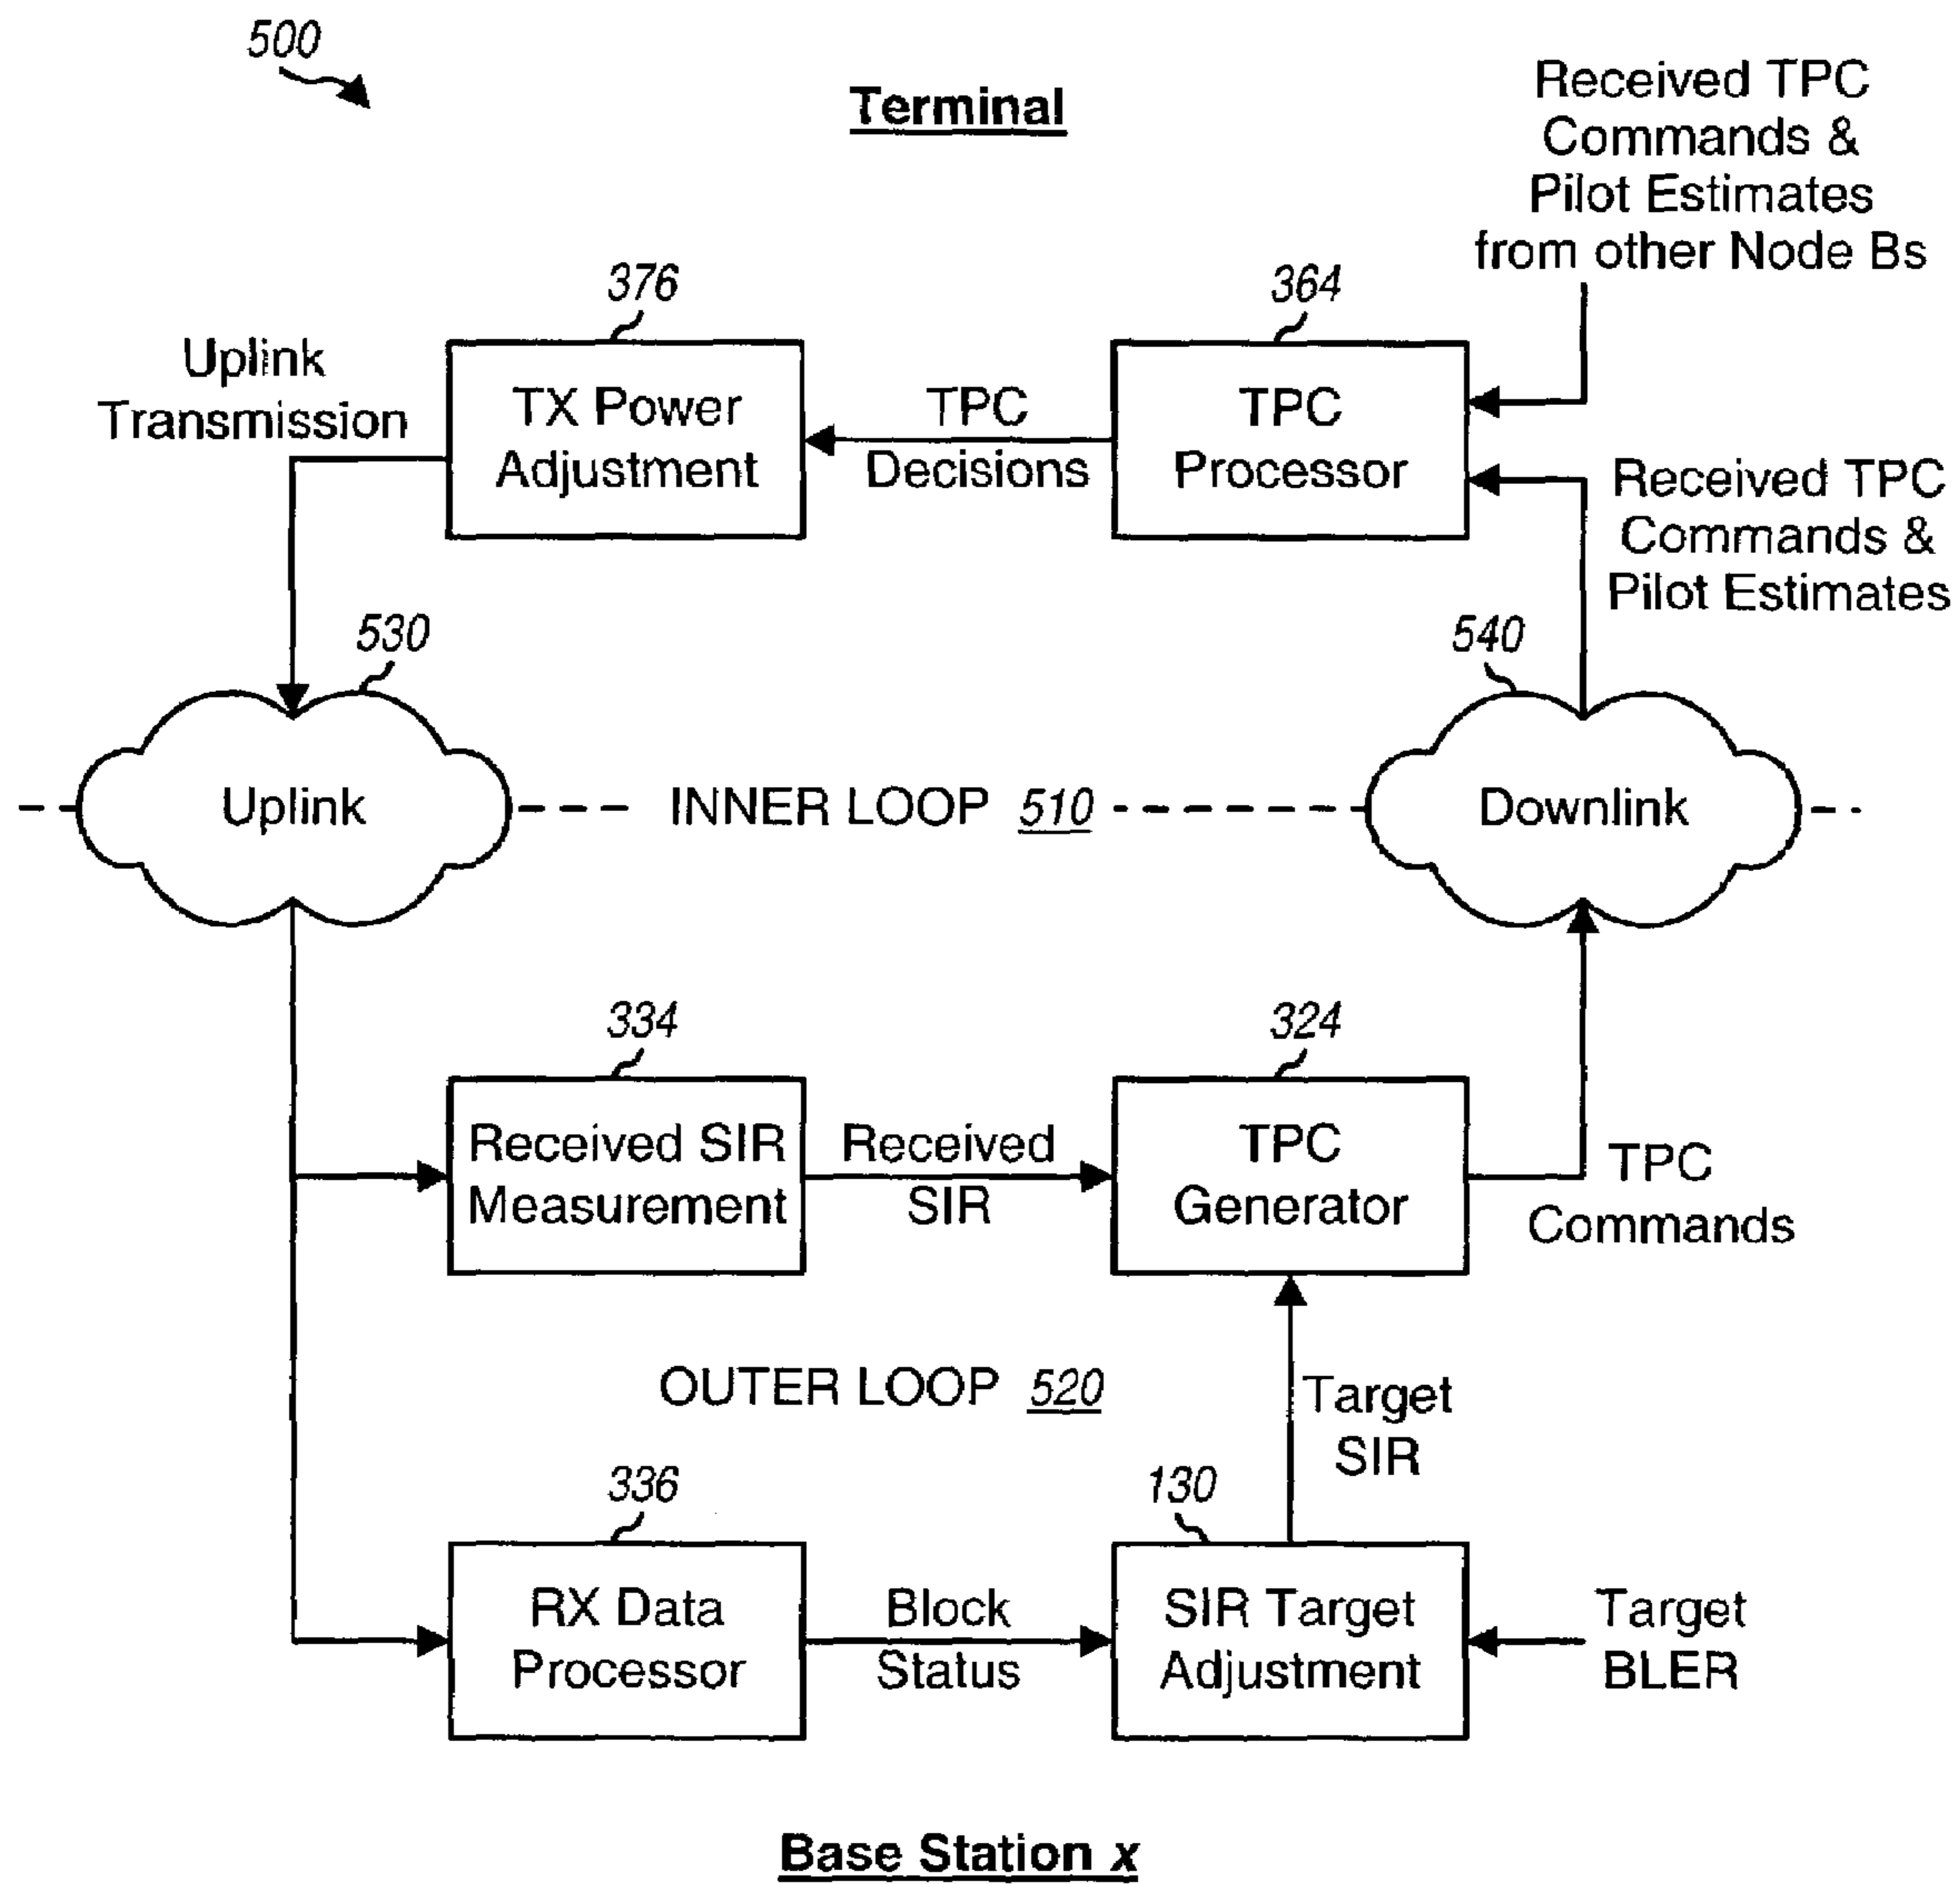 500
Terminal
Received TPC
Commands &
Pilot Estimates
from other Node Bs
376
364
Uplink
Transmission
TX Power
Adjustment
TPC
Decisions
TPC
Processor
Received TPC
Commands &
Pilot Estimates
530
540
Uplink
INNER LOOP 510
Downlink
334
324
Received SIR
Measurement
Received
SIR
TPC
Generator
TPC
Commands
OUTER LOOP 520
Target
SIR
336
130
RX Data
Processor
Block
Status
SIR Target
Adjustment
Target
BLER
Base Station x